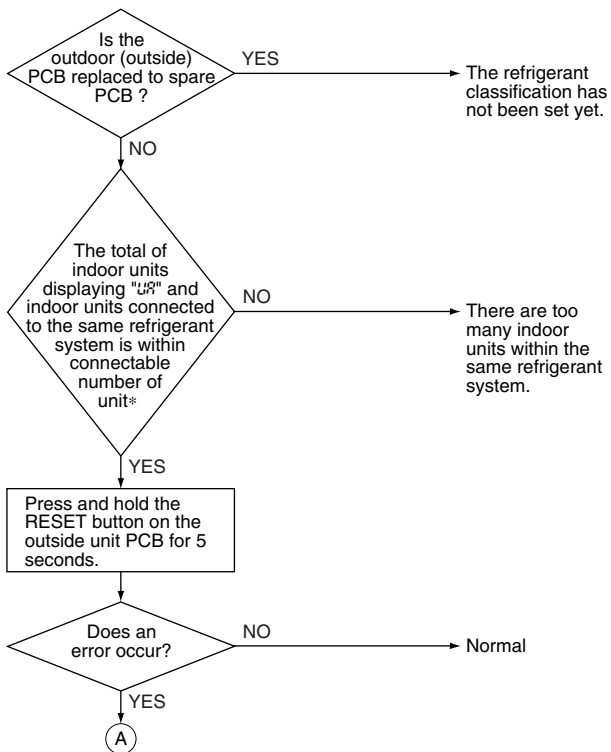 Is the
outdoor (outside)
PCB replaced to spare
PCB ?
YES
The refrigerant
classification has
not been set yet.
NO
The total of
indoor units
displaying "UA" and
indoor units connected
to the same refrigerant
system is within
connectable
number of
unit*
NO
There are too
many indoor
units within the
same refrigerant
system.
YES
Press and hold the
RESET button on the
outside unit PCB for 5
seconds.
Does an
error occur?
NO
Normal
YES
A